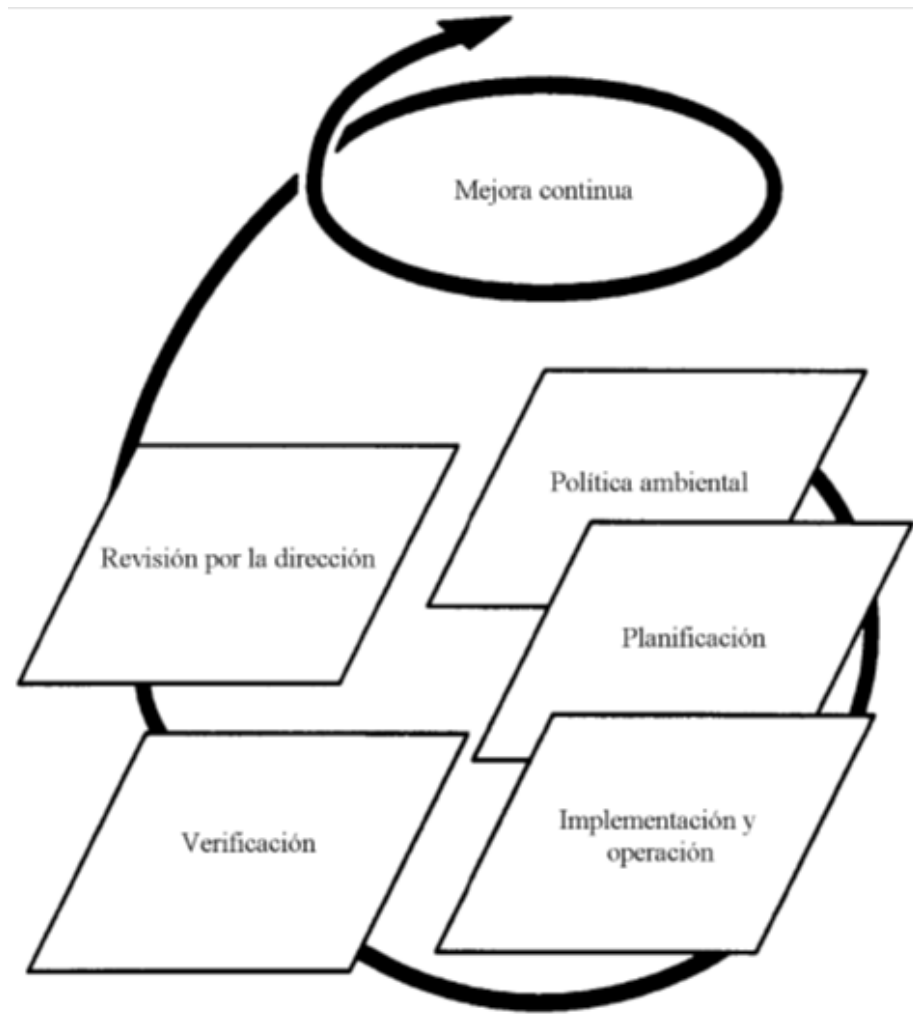 Mejora continua
Política ambiental
Revisión por la dirección
Planificación
Implementación y
operación
Verificación